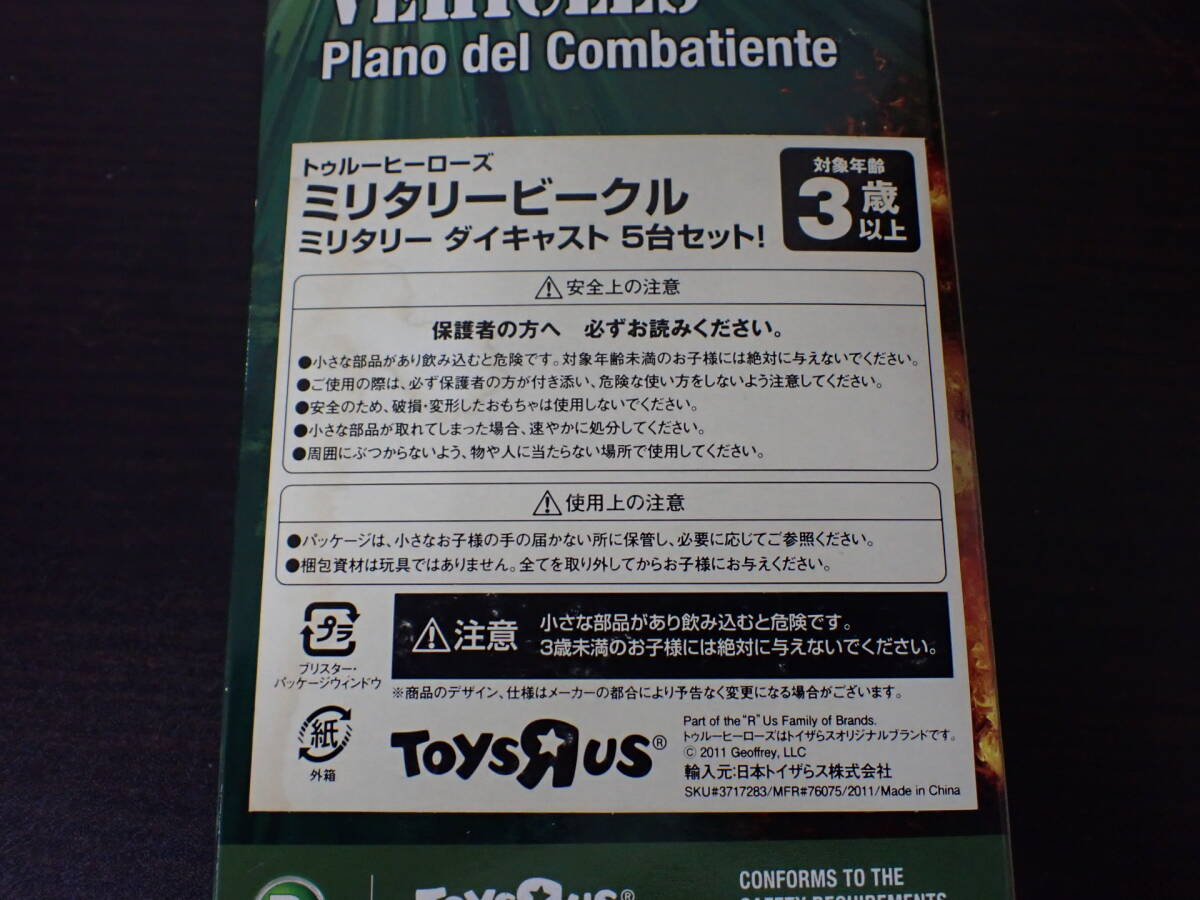 VEHICLES
Plano del Combatiente
トゥルーヒーローズ
ミリタリービークル
ミリタリー ダイキャスト 5台セット!
対象年齢
3歳以上
⚠安全上の注意
保護者の方へ 必ずお読みください。
●小さな部品があり飲み込むと危険です。対象年齢未満のお子様には絶対に与えないでください。
●ご使用の際は、必ず保護者の方が付き添い、危険な使い方をしないよう注意してください。
●安全のため、破損・変形したおもちゃは使用しないでください。
●小さな部品が取れてしまった場合、速やかに処分してください。
●周囲にぶつからないよう、物や人に当たらない場所で使用してください。
⚠使用上の注意
●パッケージは、小さなお子様の手の届かない所に保管し、必要に応じてご参照ください。
●梱包資材は玩具ではありません。全てを取り外してからお子様にお与えください。
プラ
ブリスター・
パッケージウィンドウ
⚠注意
小さな部品があり飲み込むと危険です。
3歳未満のお子様には絶対に与えないでください。
※商品のデザイン、仕様はメーカーの都合により予告なく変更になる場合がございます。
紙
外箱
TOYSЯUS®
Part of the "R" Us Family of Brands.
トゥルーヒーローズはトイザらスオリジナルブランドです。
© 2011 Geoffrey, LLC
輸入元:日本トイザらス株式会社
SKU#3717283/MFR#76075/2011/Made in China
TOYSЯUS®
CONFORMS TO THE
SAFETY REQUIREMENTS